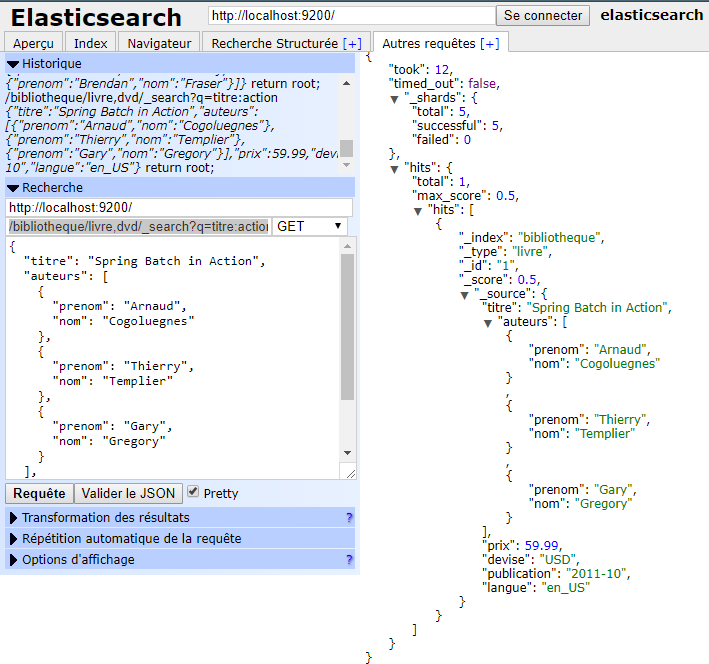 Elasticsearch
http://localhost:9200/
Se connecter
elasticsearch
Aperçu
Index
Navigateur
Recherche Structurée [+]
Autres requêtes [+]
Historique
{"prenom":"Brendan","nom":"Fraser"}]} return root;
/bibliotheque/livre,dvd/_search?q=titre:action
{"titre":"Spring Batch in Action","auteurs":
[{"prenom":"Arnaud","nom":"Cogoluegnes"},
{"prenom":"Thierry","nom":"Templier"},
{"prenom":"Gary","nom":"Gregory"}],"prix":59.99,"devi
10","langue":"en_US"} return root;
Recherche
http://localhost:9200/
/bibliotheque/livre,dvd/_search?q=titre:action
GET
{
"titre": "Spring Batch in Action",
"auteurs": [
{
"prenom": "Arnaud",
"nom": "Cogoluegnes"
},
{
"prenom": "Thierry",
"nom": "Templier"
},
{
"prenom": "Gary",
"nom": "Gregory"
}
],
Requête
Valider le JSON
Pretty
Transformation des résultats ?
Répétition automatique de la requête
Options d'affichage ?
{
"took": 12,
"timed_out": false,
"_shards": {
"total": 5,
"successful": 5,
"failed": 0
},
"hits": {
"total": 1,
"max_score": 0.5,
"hits": [
{
"_index": "bibliotheque",
"_type": "livre",
"_id": "1",
"_score": 0.5,
"_source": {
"titre": "Spring Batch in Action",
"auteurs": [
{
"prenom": "Arnaud",
"nom": "Cogoluegnes"
}
,
{
"prenom": "Thierry",
"nom": "Templier"
}
,
{
"prenom": "Gary",
"nom": "Gregory"
}
],
"prix": 59.99,
"devise": "USD",
"publication": "2011-10",
"langue": "en_US"
}
}
]
}
}